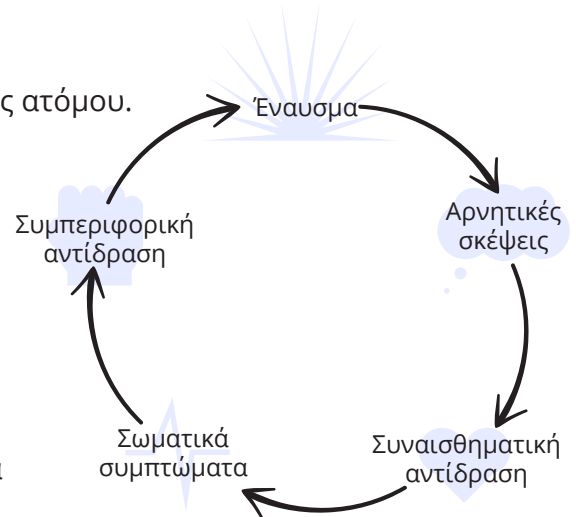 ς ατόμου.
Έναυσμα
Αρνητικές
σκέψεις
Συμπεριφορική
αντίδραση
Συναισθηματική
αντίδραση
Σωματικά
συμπτώματα